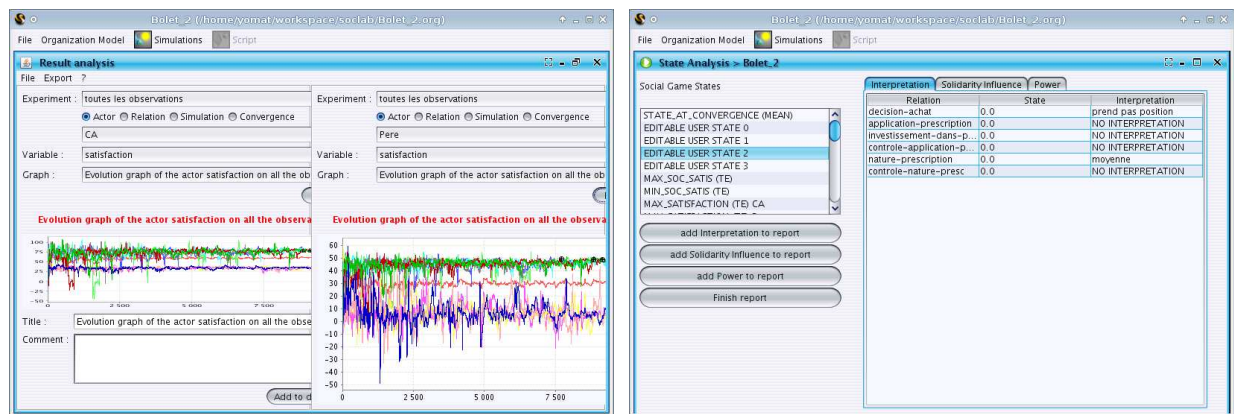 Bolet_2 (/home/yomat/workspace/soclab/Bolet_2.org)
File Organization Model Simulations Script
Result analysis
File Export ?
Experiment : toutes les observations
Actor Relation Simulation Convergence
CA
Variable : satisfaction
Graph : Evolution graph of the actor satisfaction on all the ob
Evolution graph of the actor satisfaction on all the observa
100
75
50
25
0
-25
-50
0 2 500 5 000 7 500
Title : Evolution graph of the actor satisfaction on all the obse
Comment :
Add to d
Experiment : toutes les observations
Actor Relation Simulation Convergence
Pere
Variable : satisfaction
Graph : Evolution graph of the actor satisfaction on all the ob
Evolution graph of the actor satisfaction on all the observa
60
50
40
30
20
10
0
-10
-20
-30
-40
-50
0 2 500 5 000 7 500
Bolet_2 (/home/yomat/workspace/soclab/Bolet_2.org)
File Organization Model Simulations Script
State Analysis > Bolet_2
Social Game States
STATE_AT_CONVERGENCE (MEAN)
EDITABLE USER STATE 0
EDITABLE USER STATE 1
EDITABLE USER STATE 2
EDITABLE USER STATE 3
MAX_SOC_SATIS (TE)
MIN_SOC_SATIS (TE)
MAX_SATISFACTION (TE) CA
add Interpretation to report
add Solidarity Influence to report
add Power to report
Finish report
Interpretation Solidarity Influence Power
Relation State Interpretation
decision-achat 0.0 prend pas position
application-prescription 0.0 NO INTERPRETATION
investissement-dans-p... 0.0 NO INTERPRETATION
controle-application-p... 0.0 NO INTERPRETATION
nature-prescription 0.0 moyenne
controle-nature-presc 0.0 NO INTERPRETATION